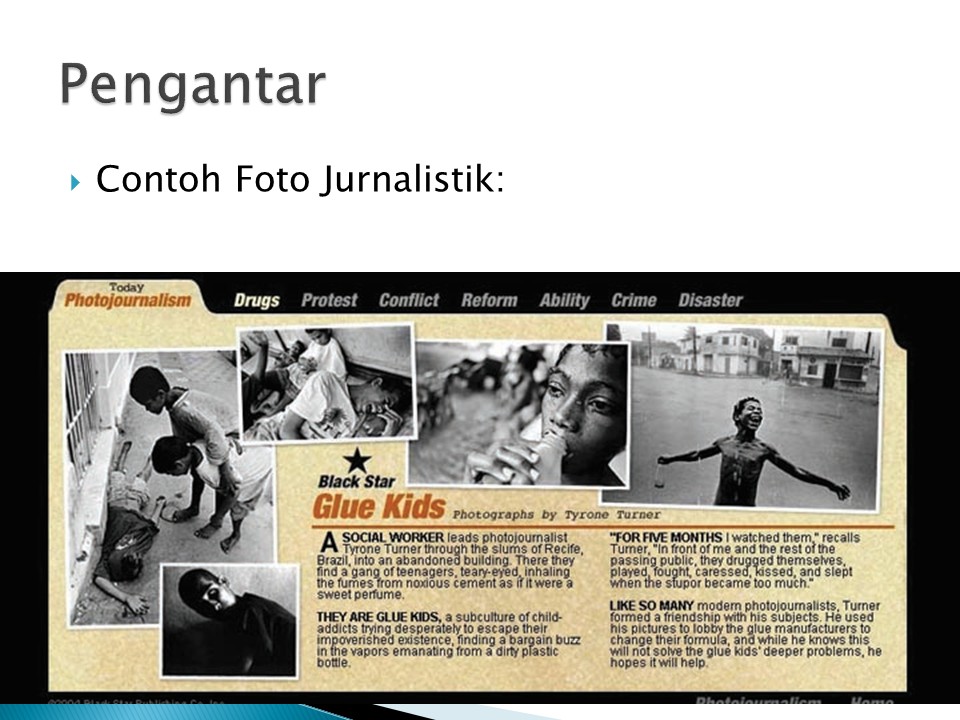 Pengantar
Contoh Foto Jurnalistik:
Today
Photojournalism
Drugs Protest Conflict Reform Ability Crime Disaster
Black Star
Glue Kids Photographs by Tyrone Turner
A SOCIAL WORKER leads photojournalist
Tyrone Turner through the slums of Recife,
Brazil, into an abandoned building. There they
find a gang of teenagers, teary-eyed, inhaling
the fumes from noxious cement as if it were a
sweet perfume.
THEY ARE GLUE KIDS, a subculture of child-
addicts trying desperately to escape their
impoverished existence, finding a bargain buzz
in the vapors emanating from a dirty plastic
bottle.
"FOR FIVE MONTHS I watched them," recalls
Turner, "In front of me and the rest of the
passing public, they drugged themselves,
played, fought, caressed, kissed, and slept
when the stupor became too much."
LIKE SO MANY modern photojournalists, Turner
formed a friendship with his subjects. He used
his pictures to lobby the glue manufacturers to
change their formula, and while he knows this
will not solve the glue kids' deeper problems, he
hopes it will help.
Black Star Publishing Co. Inc.
Photojournalism Home